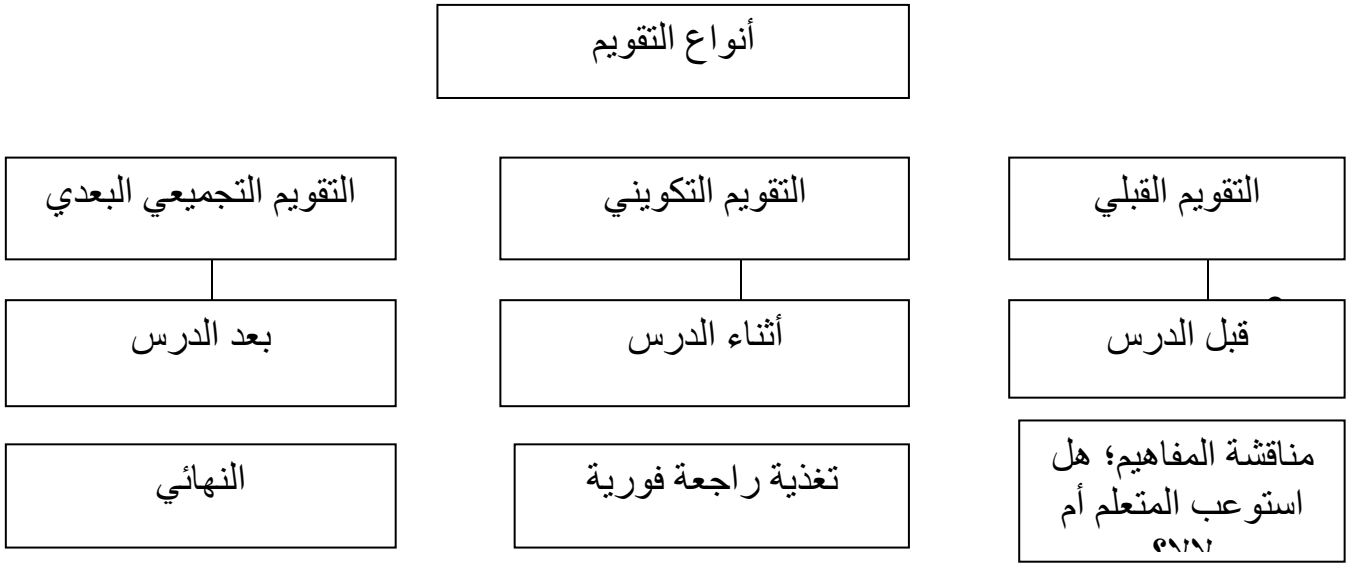 أنواع التقويم
التقويم القبلي
التقويم التكويني
التقويم التجميعي البعدي
قبل الدرس
أثناء الدرس
بعد الدرس
مناقشة المفاهيم؛ هل
استوعب المتعلم أم
تغذية راجعة فورية
النهائي